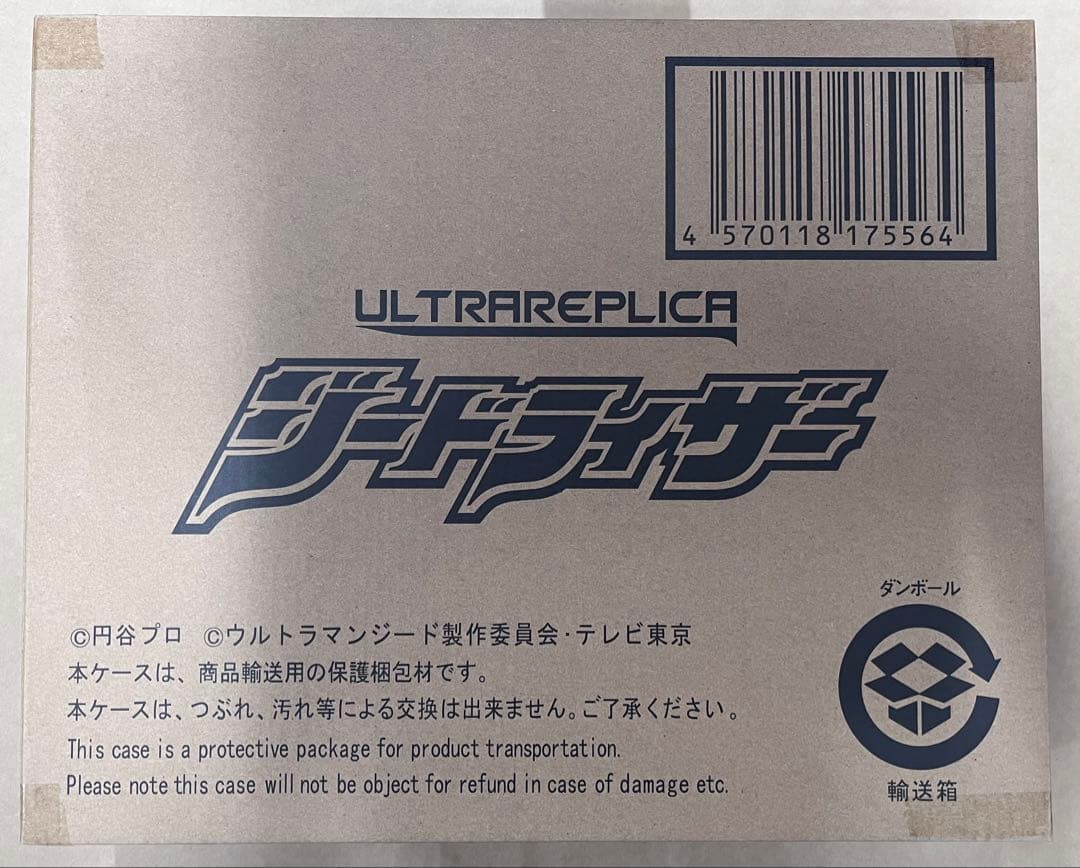 4 570118 175564
ULTRAREPLICA
ジードライザー
ダンボール
©円谷プロ ©ウルトラマンジード製作委員会・テレビ東京
本ケースは、商品輸送用の保護梱包材です。
本ケースは、つぶれ、汚れ等による交換は出来ません。ご了承ください。
This case is a protective package for product transportation.
Please note this case will not be object for refund in case of damage etc.
輸送箱